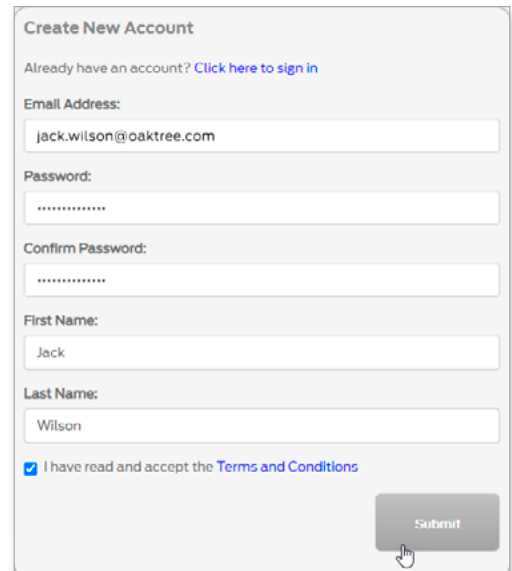 Create New Account
Already have an account? Click here to sign in
Email Address:
jack.wilson@oaktree.com
Password:
••••••••••••••
Confirm Password:
••••••••••••••
First Name:
Jack
Last Name:
Wilson
I have read and accept the Terms and Conditions
Submit